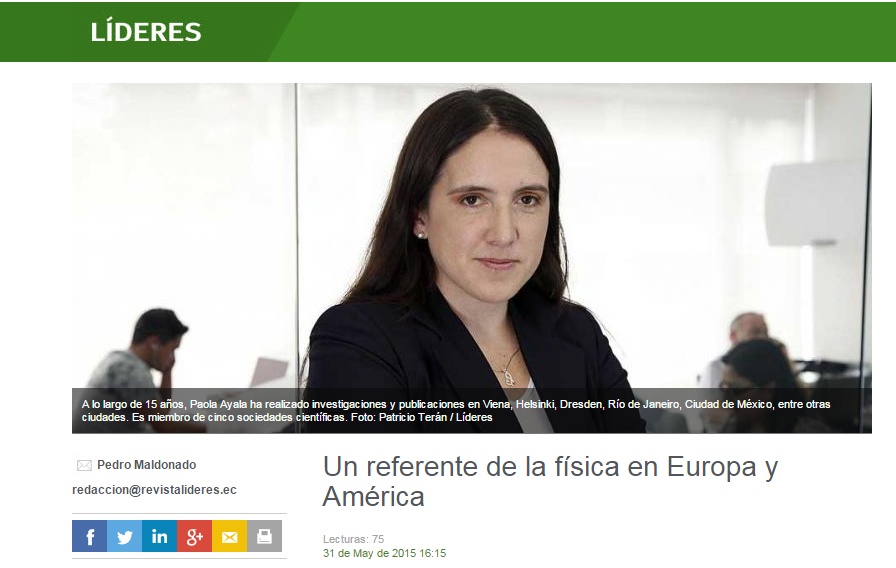 LÍDERES
A lo largo de 15 años, Paola Ayala ha realizado investigaciones y publicaciones en Viena, Helsinki, Dresden, Río de Janeiro, Ciudad de México, entre otras
ciudades. Es miembro de cinco sociedades científicas. Foto: Patricio Terán / Líderes
Pedro Maldonado
redaccion@revistalideres.ec
Un referente de la física en Europa y
América
Lecturas: 75
31 de May de 2015 16:15